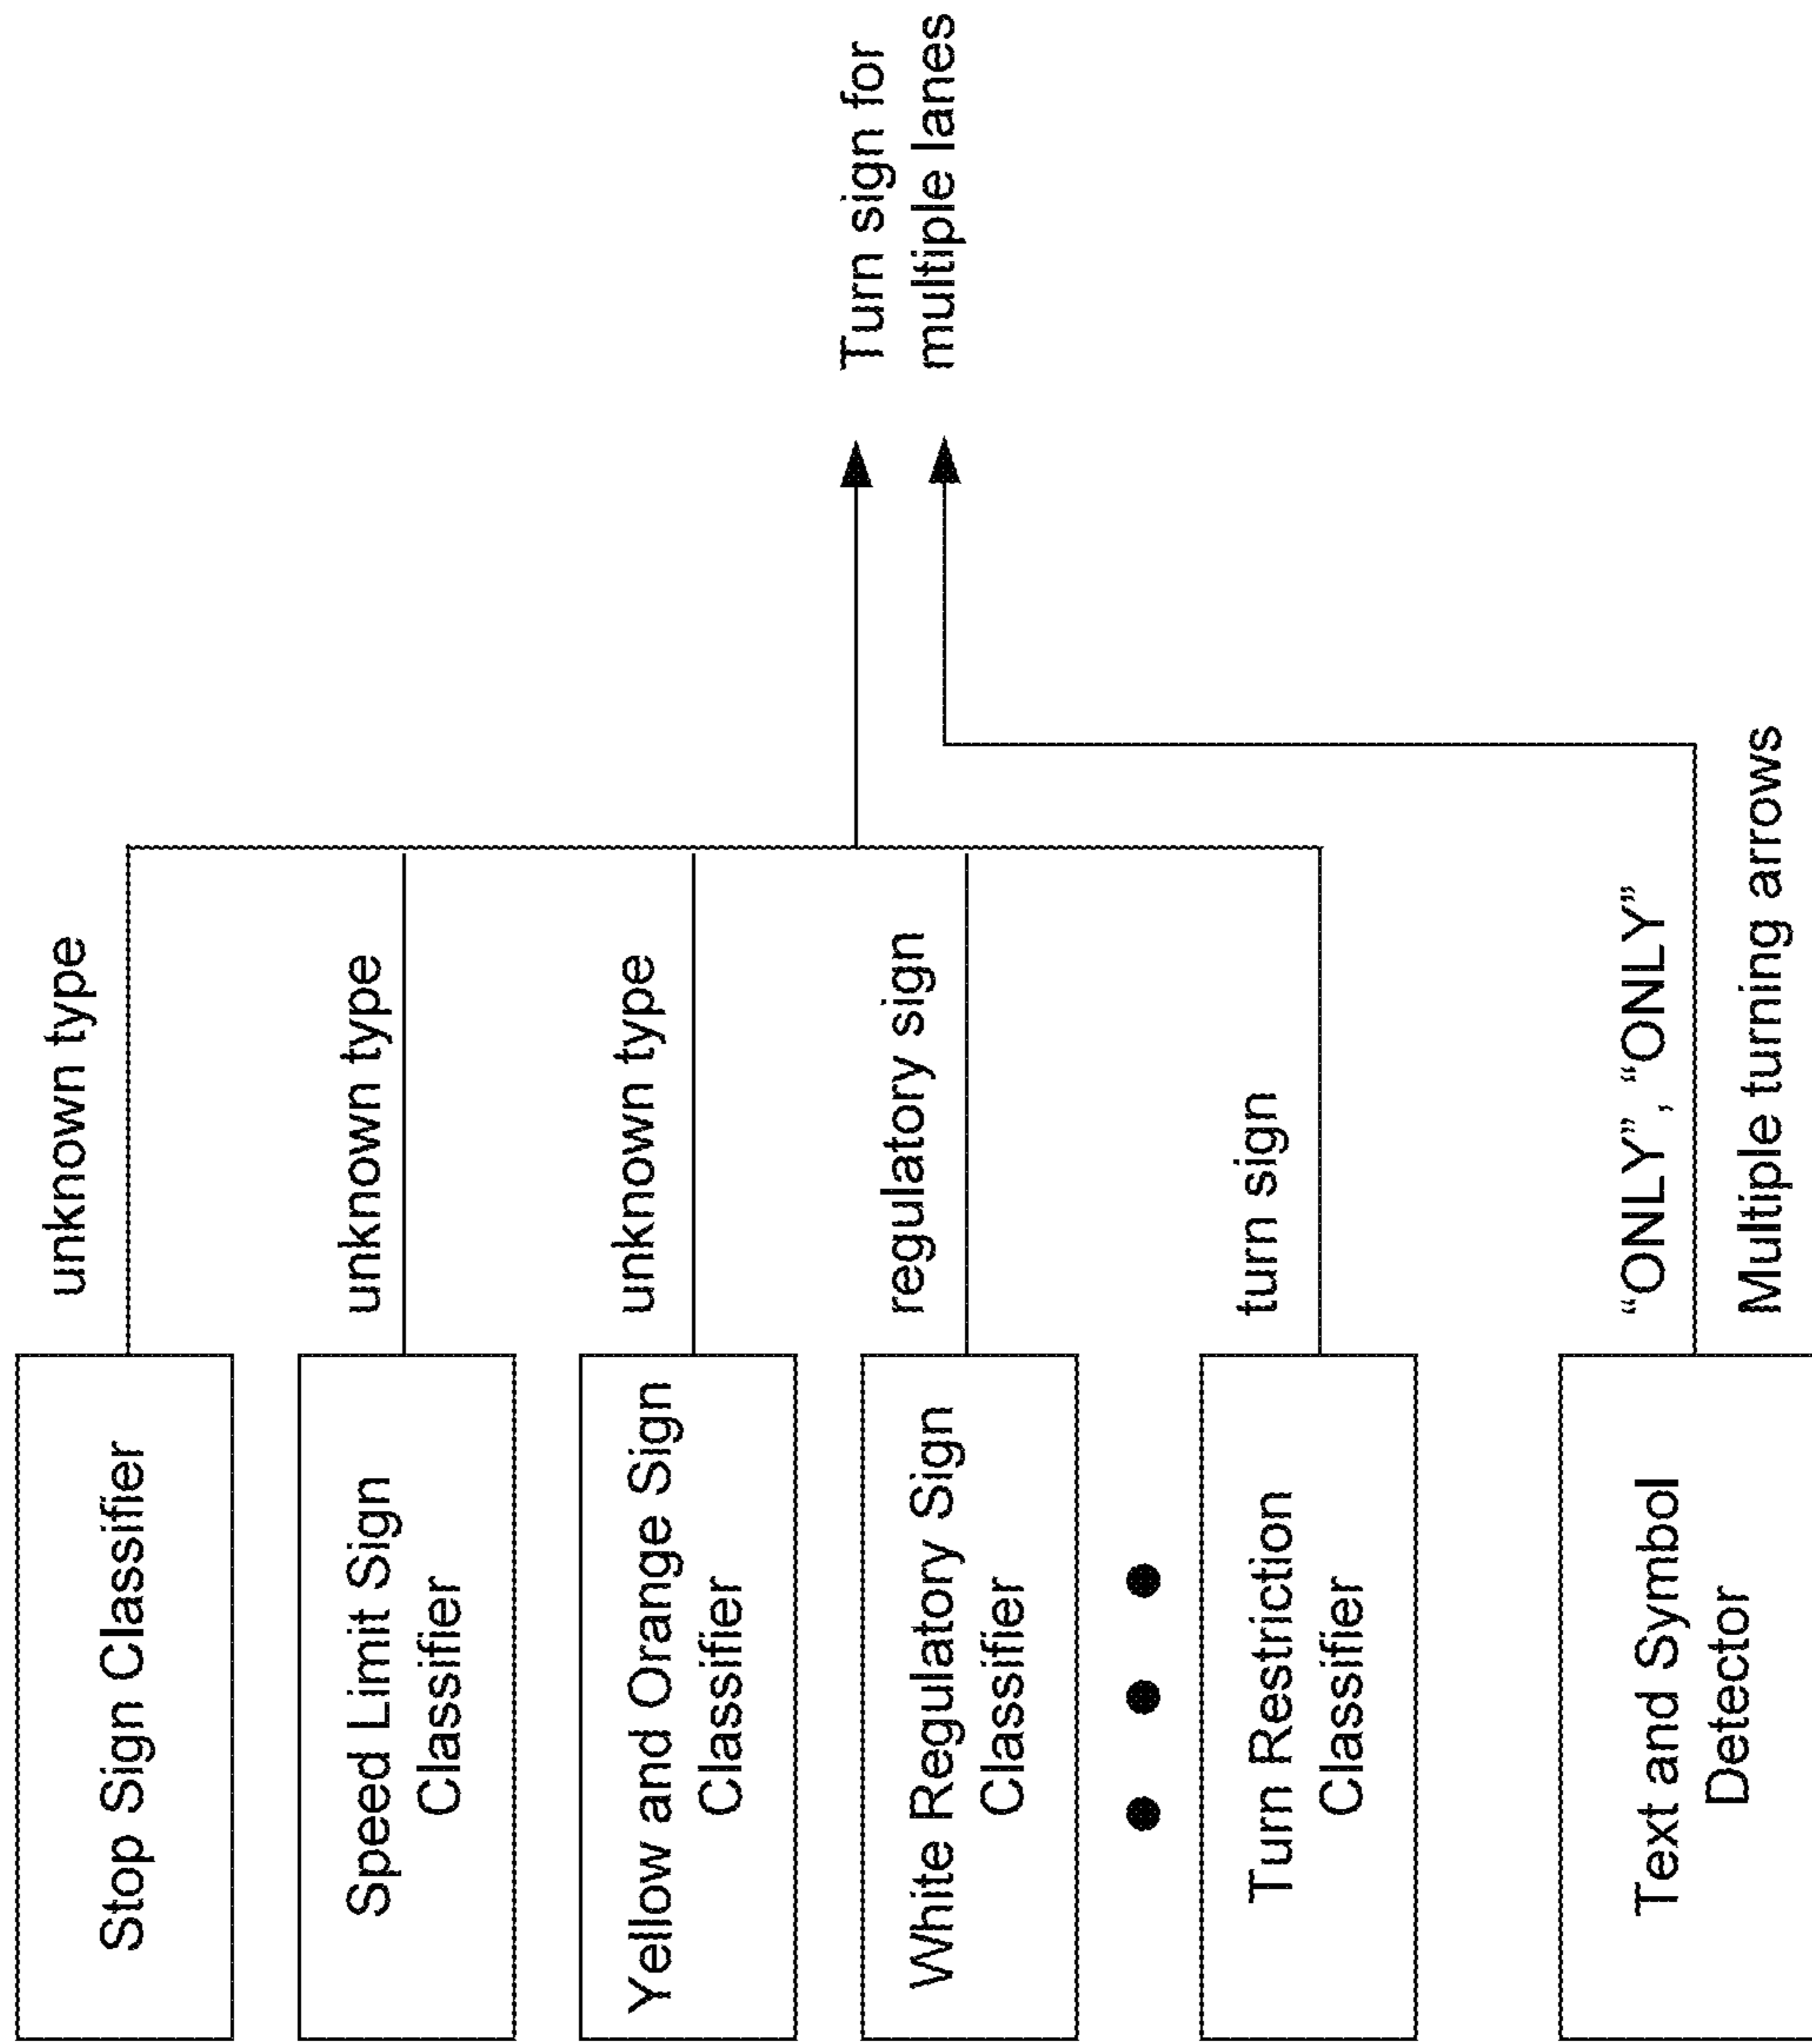 Stop Sign Classifier
unknown type
Speed Limit Sign
Classifier
unknown type
Yellow and Orange Sign
Classifier
unknown type
White Regulatory Sign
Classifier
regulatory sign
Turn Restriction
Classifier
turn sign
Text and Symbol
Detector
“ONLY”, “ONLY”
Multiple turning arrows
Turn sign for
multiple lanes